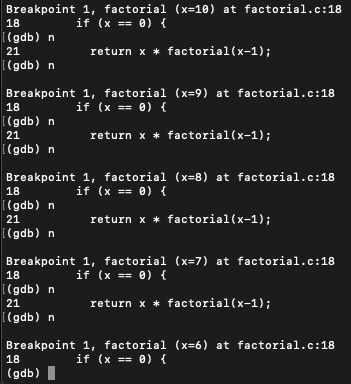 Breakpoint 1, factorial (x=10) at factorial.c:18
18        if (x == 0) {
(gdb) n
21          return x * factorial(x-1);
(gdb) n

Breakpoint 1, factorial (x=9) at factorial.c:18
18        if (x == 0) {
(gdb) n
21          return x * factorial(x-1);
(gdb) n

Breakpoint 1, factorial (x=8) at factorial.c:18
18        if (x == 0) {
(gdb) n
21          return x * factorial(x-1);
(gdb) n

Breakpoint 1, factorial (x=7) at factorial.c:18
18        if (x == 0) {
(gdb) n
21          return x * factorial(x-1);
(gdb) n

Breakpoint 1, factorial (x=6) at factorial.c:18
18        if (x == 0) {
(gdb)